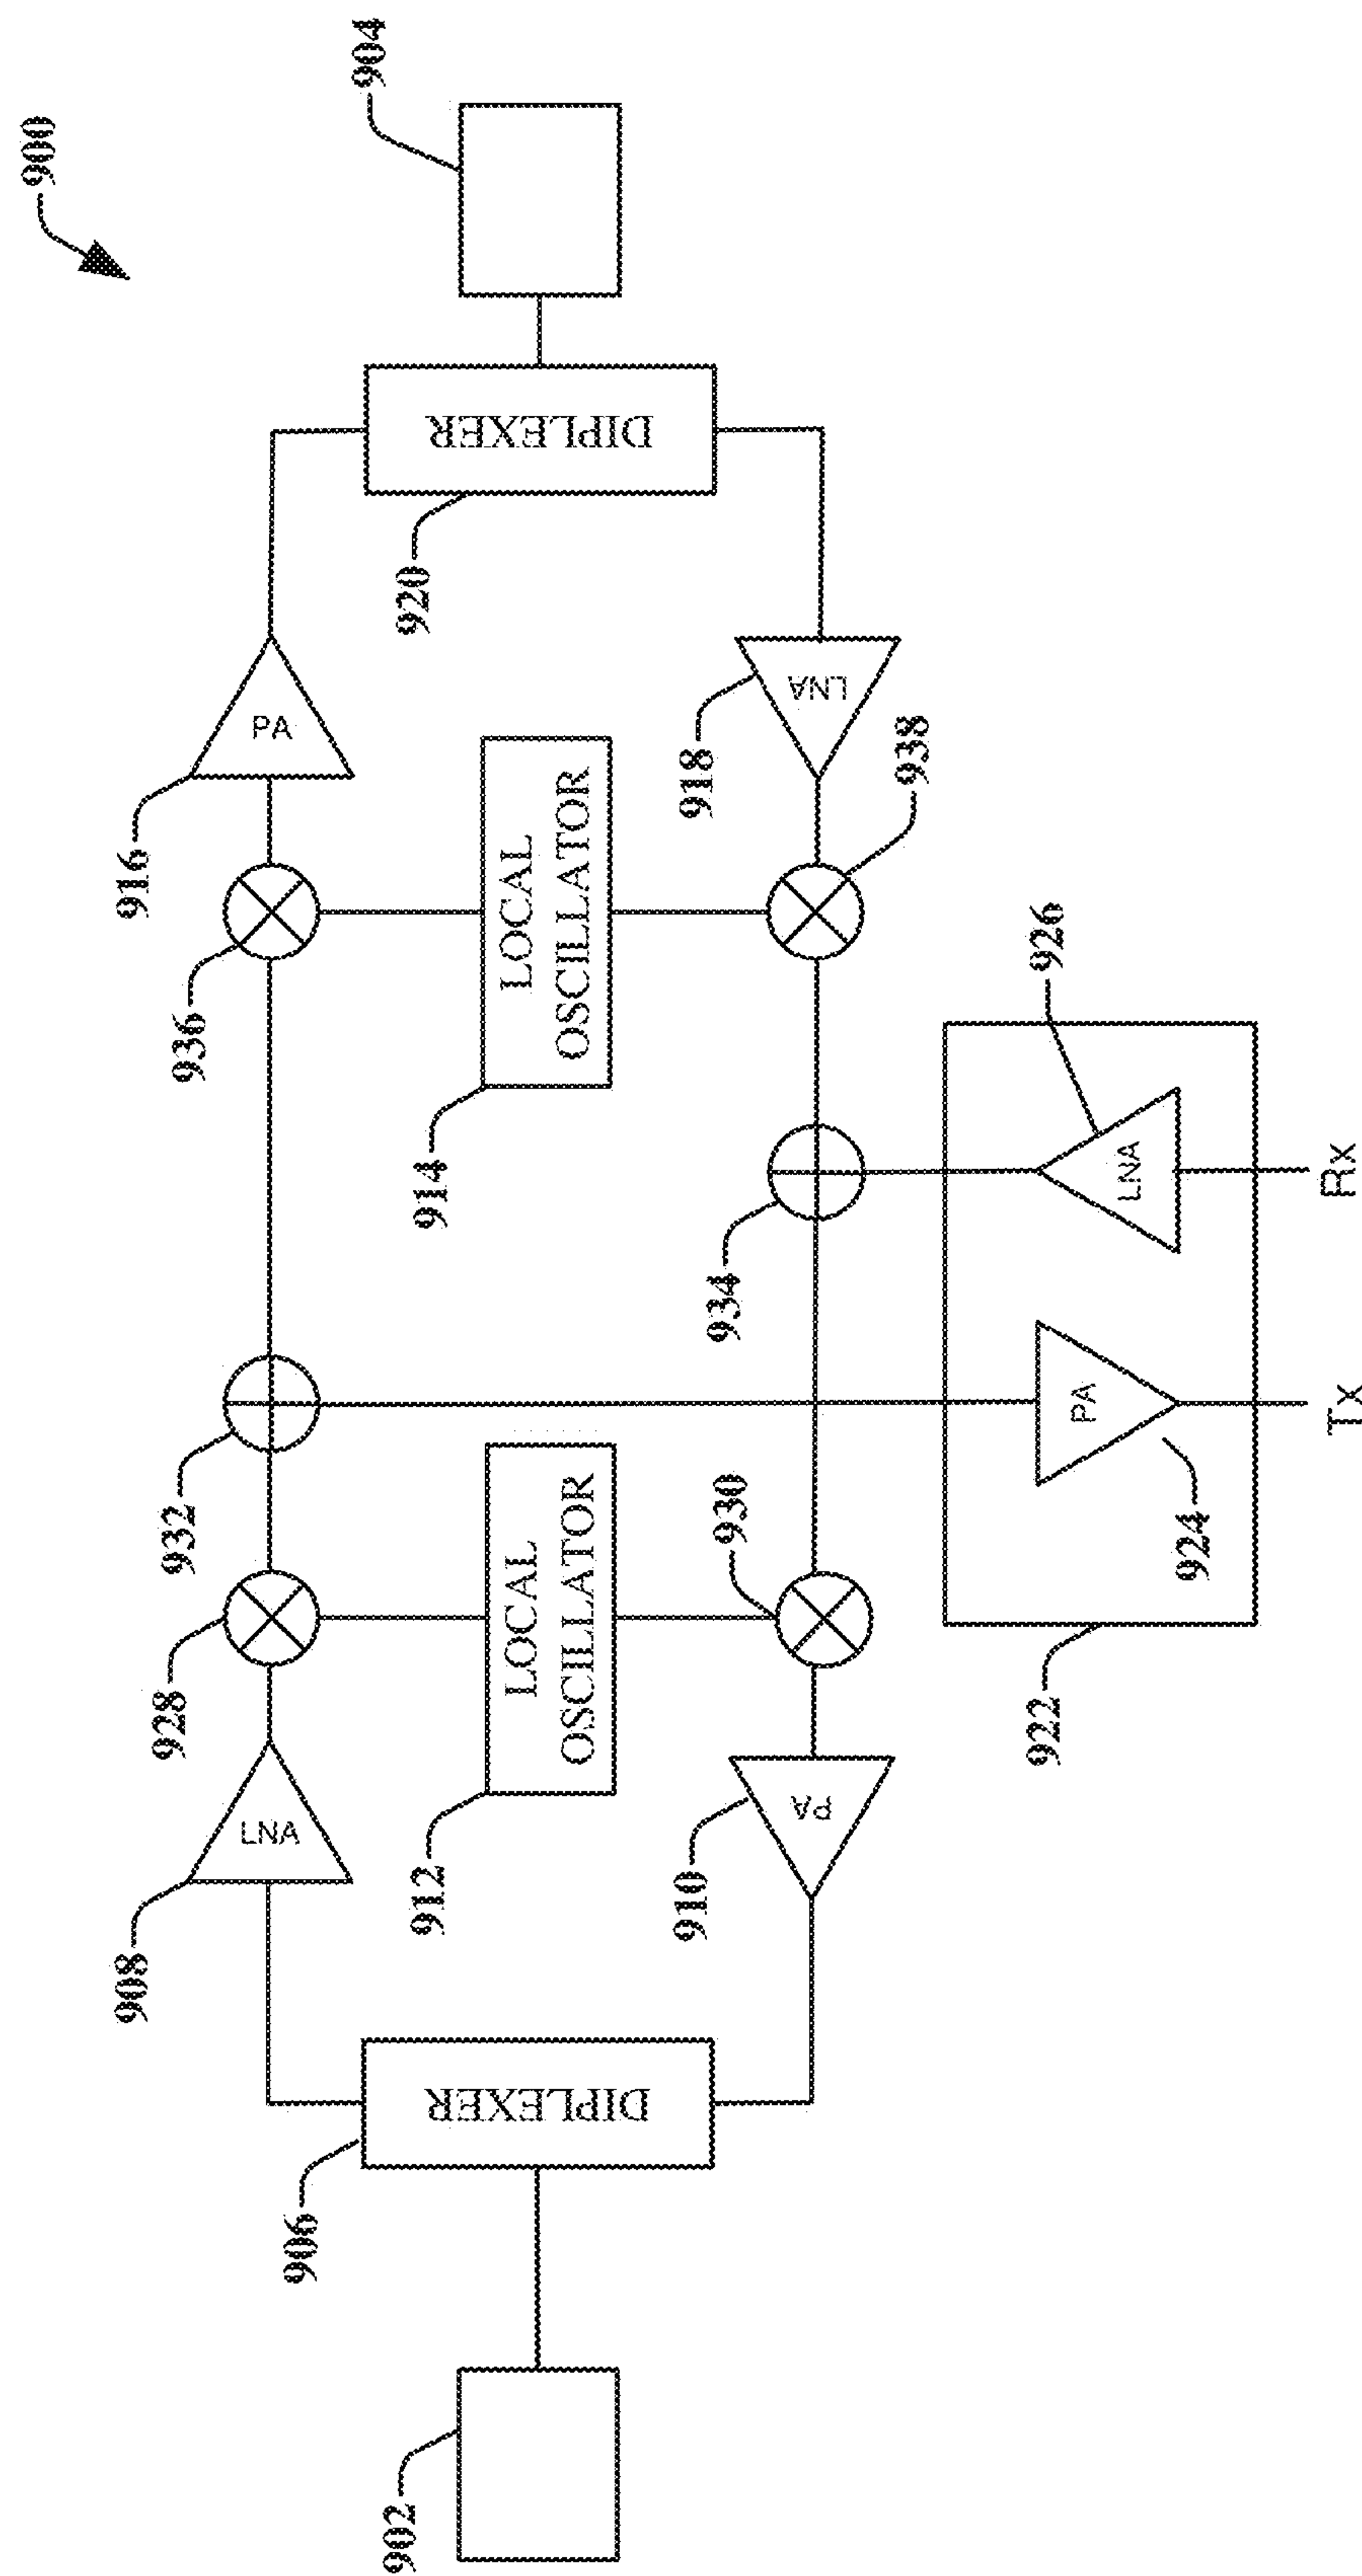 900
904
DIPLEXER
920
PA
916
LNA
918
936
LOCAL
OSCILLATOR
914
938
926
934
LNA
Rx
932
PA
924
Tx
928
LOCAL
OSCILLATOR
912
930
922
LNA
908
PA
910
DIPLEXER
906
902